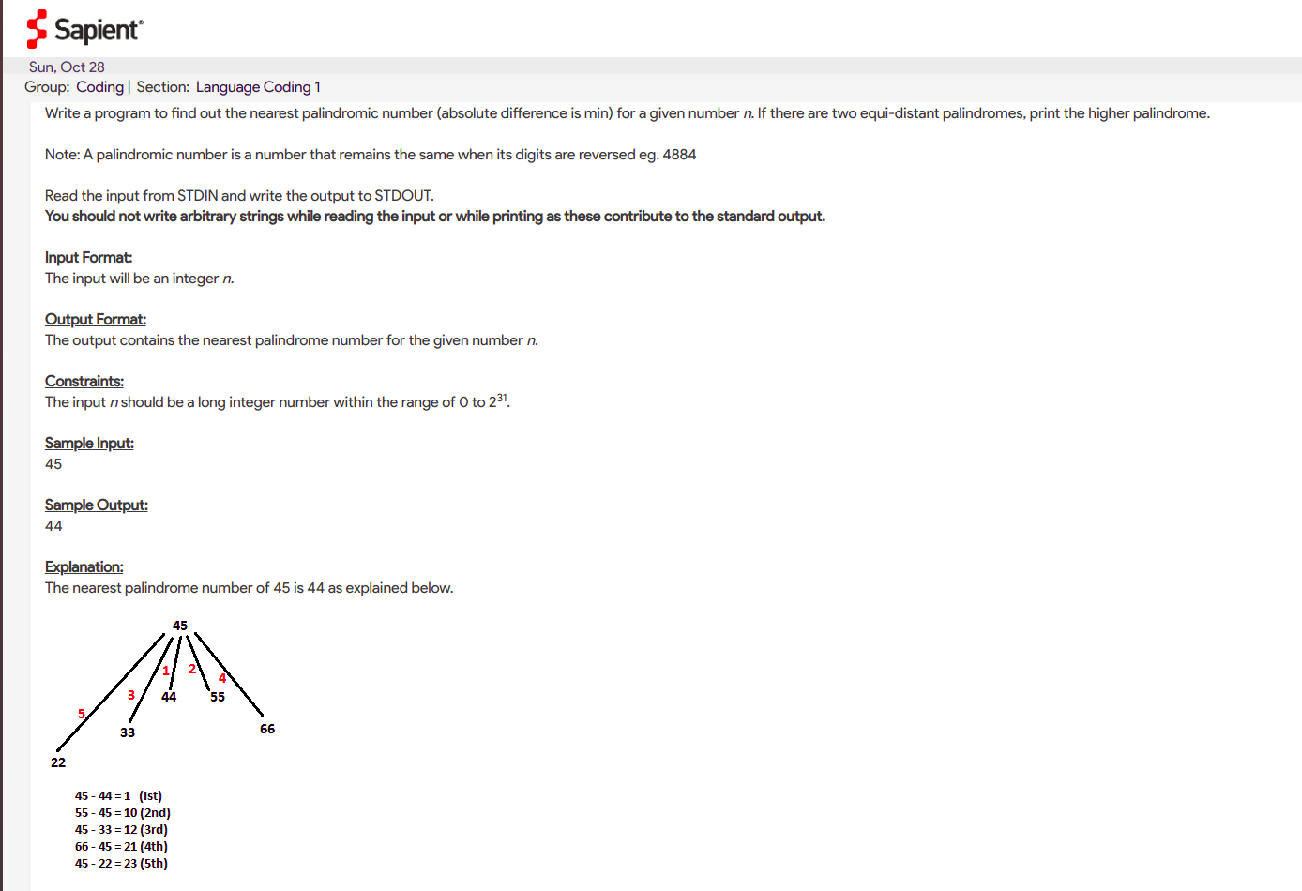 Sapient®
Sun, Oct 28
Group: Coding | Section: Language Coding 1
Write a program to find out the nearest palindromic number (absolute difference is min) for a given number n. If there are two equi-distant palindromes, print the higher palindrome.
Note: A palindromic number is a number that remains the same when its digits are reversed eg. 4884
Read the input from STDIN and write the output to STDOUT.
You should not write arbitrary strings while reading the input or while printing as these contribute to the standard output.
Input Format:
The input will be an integer n.
Output Format:
The output contains the nearest palindrome number for the given number n.
Constraints:
The input n should be a long integer number within the range of 0 to 2³¹.
Sample Input:
45
Sample Output:
44
Explanation:
The nearest palindrome number of 45 is 44 as explained below.
45
1 2
3 44 55 4
5
33 66
22
45 - 44 = 1 (Ist)
55 - 45 = 10 (2nd)
45 - 33 = 12 (3rd)
66 - 45 = 21 (4th)
45 - 22 = 23 (5th)